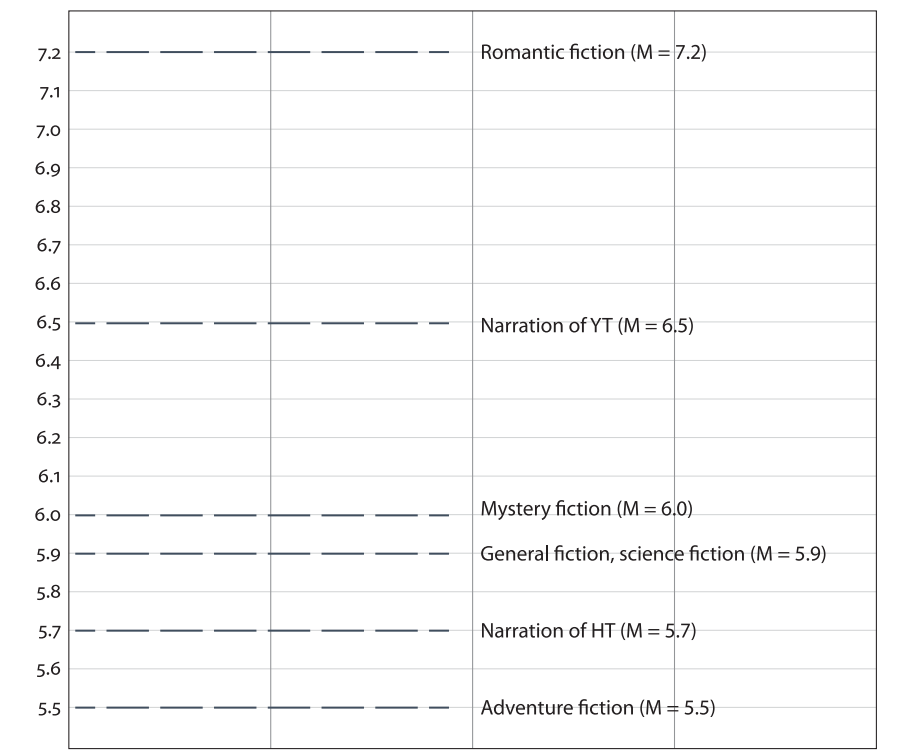 7.2 Romantic fiction (M = 7.2)
7.1
7.0
6.9
6.8
6.7
6.6
6.5 Narration of YT (M = 6.5)
6.4
6.3
6.2
6.1
6.0 Mystery fiction (M = 6.0)
5.9 General fiction, science fiction (M = 5.9)
5.8
5.7 Narration of HT (M = 5.7)
5.6
5.5 Adventure fiction (M = 5.5)